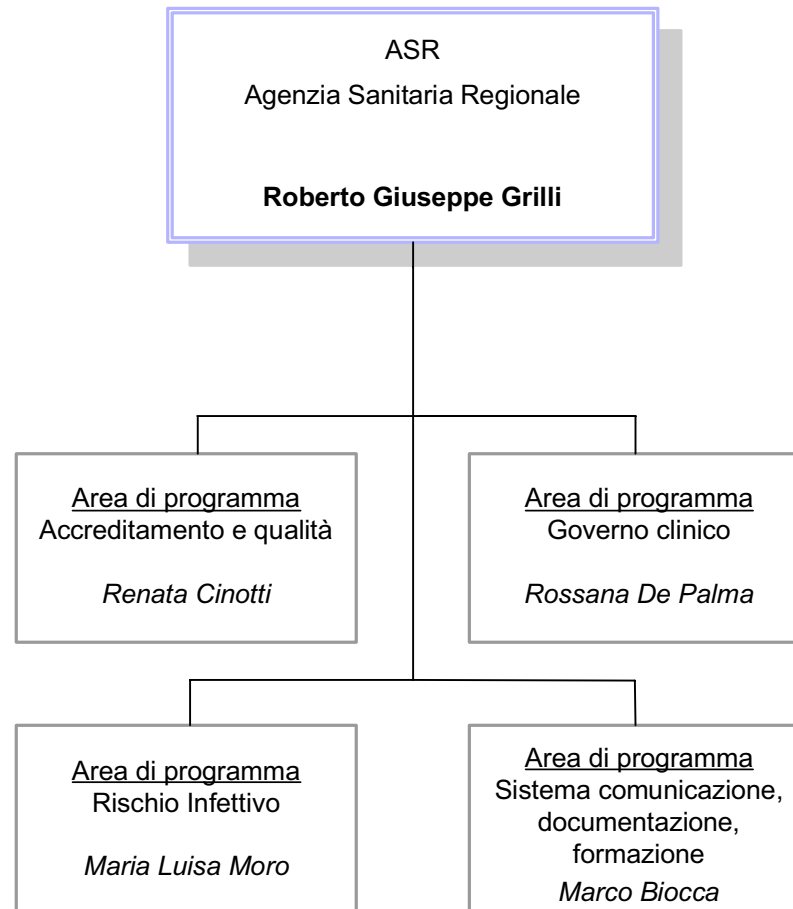 ASR
Agenzia Sanitaria Regionale
Roberto Giuseppe Grilli
Area di programma
Accreditamento e qualità
Renata Cinotti
Area di programma
Governo clinico
Rossana De Palma
Area di programma
Rischio Infettivo
Maria Luisa Moro
Area di programma
Sistema comunicazione,
documentazione,
formazione
Marco Biocca